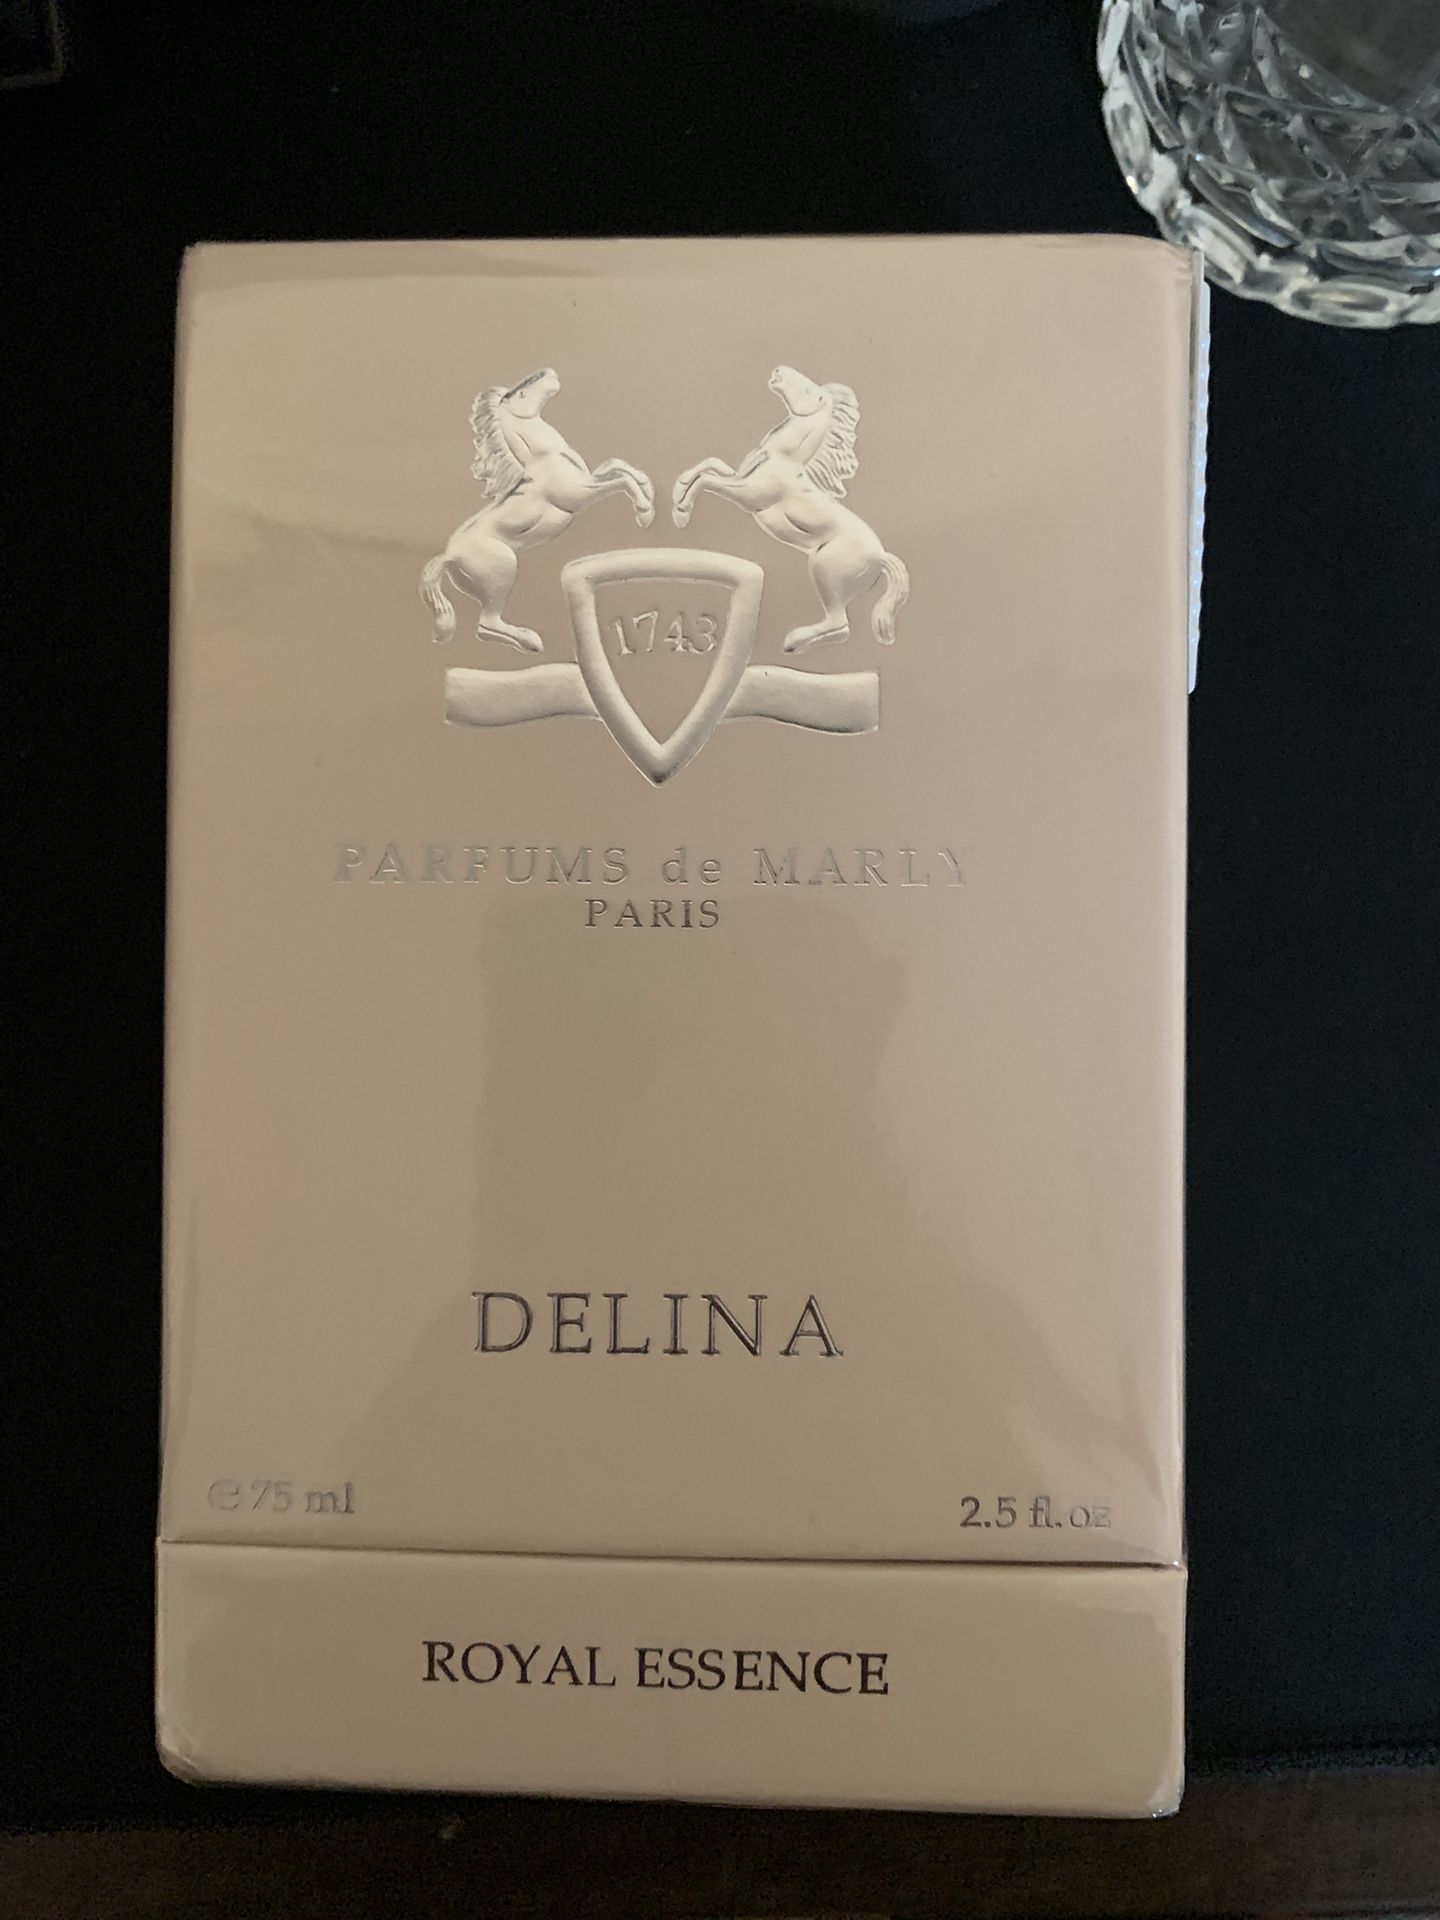 1743
PARFUMS de MARLY
PARIS
DELINA
℮ 75 ml
2.5 fl. oz
ROYAL ESSENCE